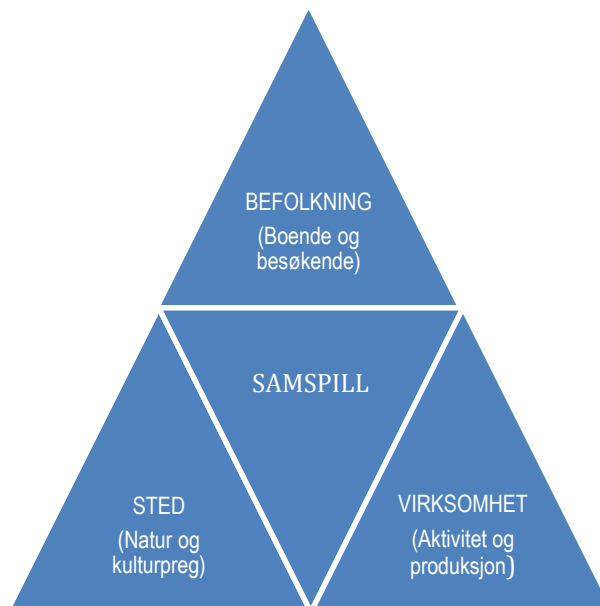 BEFOLKNING
(Boende og
besøkende)
SAMSPILL
STED
(Natur og
kulturpreg)
VIRKSOMHET
(Aktivitet og
produksjon)